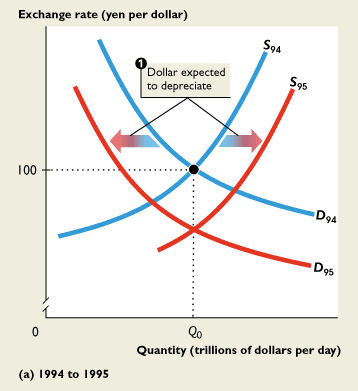 Exchange rate (yen per dollar)
1
Dollar expected
to depreciate
S94
S95
100
D94
D95
0
Q0
Quantity (trillions of dollars per day)
(a) 1994 to 1995